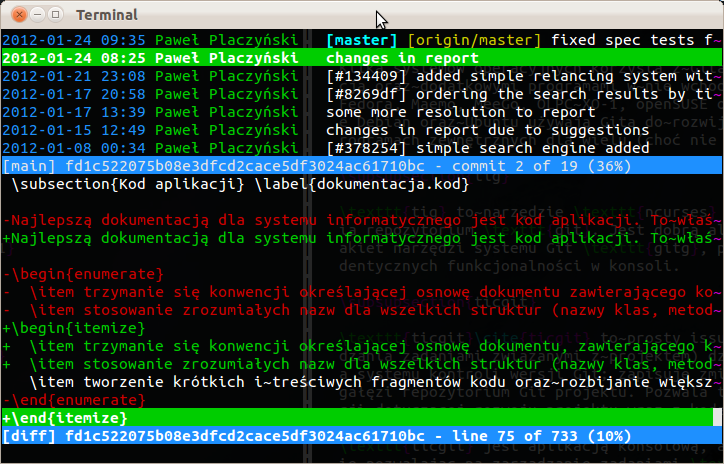 Terminal
2012-01-24 09:35 Paweł Placzyński [master] [origin/master] fixed spec tests f~
2012-01-24 08:25 Paweł Placzyński changes in report
2012-01-21 23:08 Paweł Placzyński [#134409] added simple relancing system wit~
2012-01-17 20:58 Paweł Placzyński [#8269df] ordering the search results by ti~
2012-01-17 13:39 Paweł Placzyński some more resolution to report
2012-01-15 12:49 Paweł Placzyński changes in report due to suggestions
2012-01-08 00:34 Paweł Placzyński [#378254] simple search engine added
[main] fd1c522075b08e3dfcd2cace5df3024ac61710bc - commit 2 of 19 (36%)
\subsection{Kod aplikacji} \label{dokumentacja.kod}
-Najlepszą dokumentacją dla systemu informatycznego jest kod aplikacji. To~właś~
+Najlepszą dokumentacją dla systemu informatycznego jest kod aplikacji. To~właś~
-\begin{enumerate}
- \item trzymanie się konwencji określającej osnowę dokumentu zawierającego ko~
- \item stosowanie zrozumiałych nazw dla wszelkich struktur (nazwy klas, metod~
+\begin{itemize}
+ \item trzymanie się konwencji określającej osnowę dokumentu, zawierającego k~
+ \item stosowanie zrozumiałych nazw dla wszelkich struktur (nazwy klas, metod~
\item tworzenie krótkich i~treściwych fragmentów kodu oraz~rozbijanie większ~
-\end{enumerate}
+\end{itemize}
[diff] fd1c522075b08e3dfcd2cace5df3024ac61710bc - line 75 of 733 (10%)